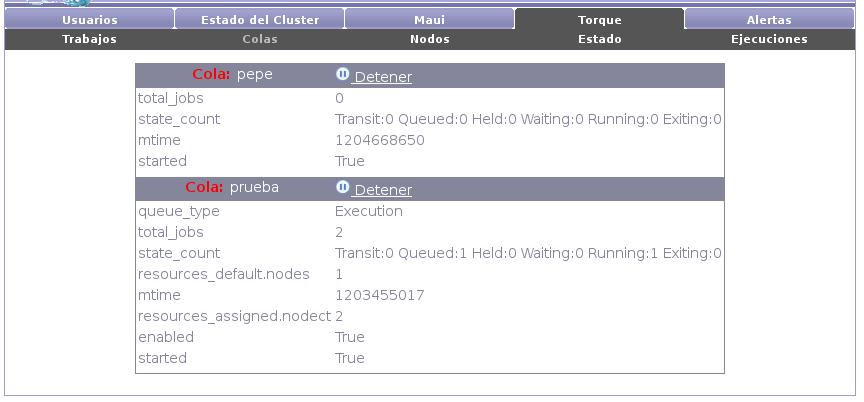 Usuarios Estado del Cluster Maui Torque Alertas
Trabajos Colas Nodos Estado Ejecuciones
Cola: pepe Detener
total_jobs 0
state_count Transit:0 Queued:0 Held:0 Waiting:0 Running:0 Exiting:0
mtime 1204668650
started True
Cola: prueba Detener
queue_type Execution
total_jobs 2
state_count Transit:0 Queued:1 Held:0 Waiting:0 Running:1 Exiting:0
resources_default.nodes 1
mtime 1203455017
resources_assigned.nodect 2
enabled True
started True